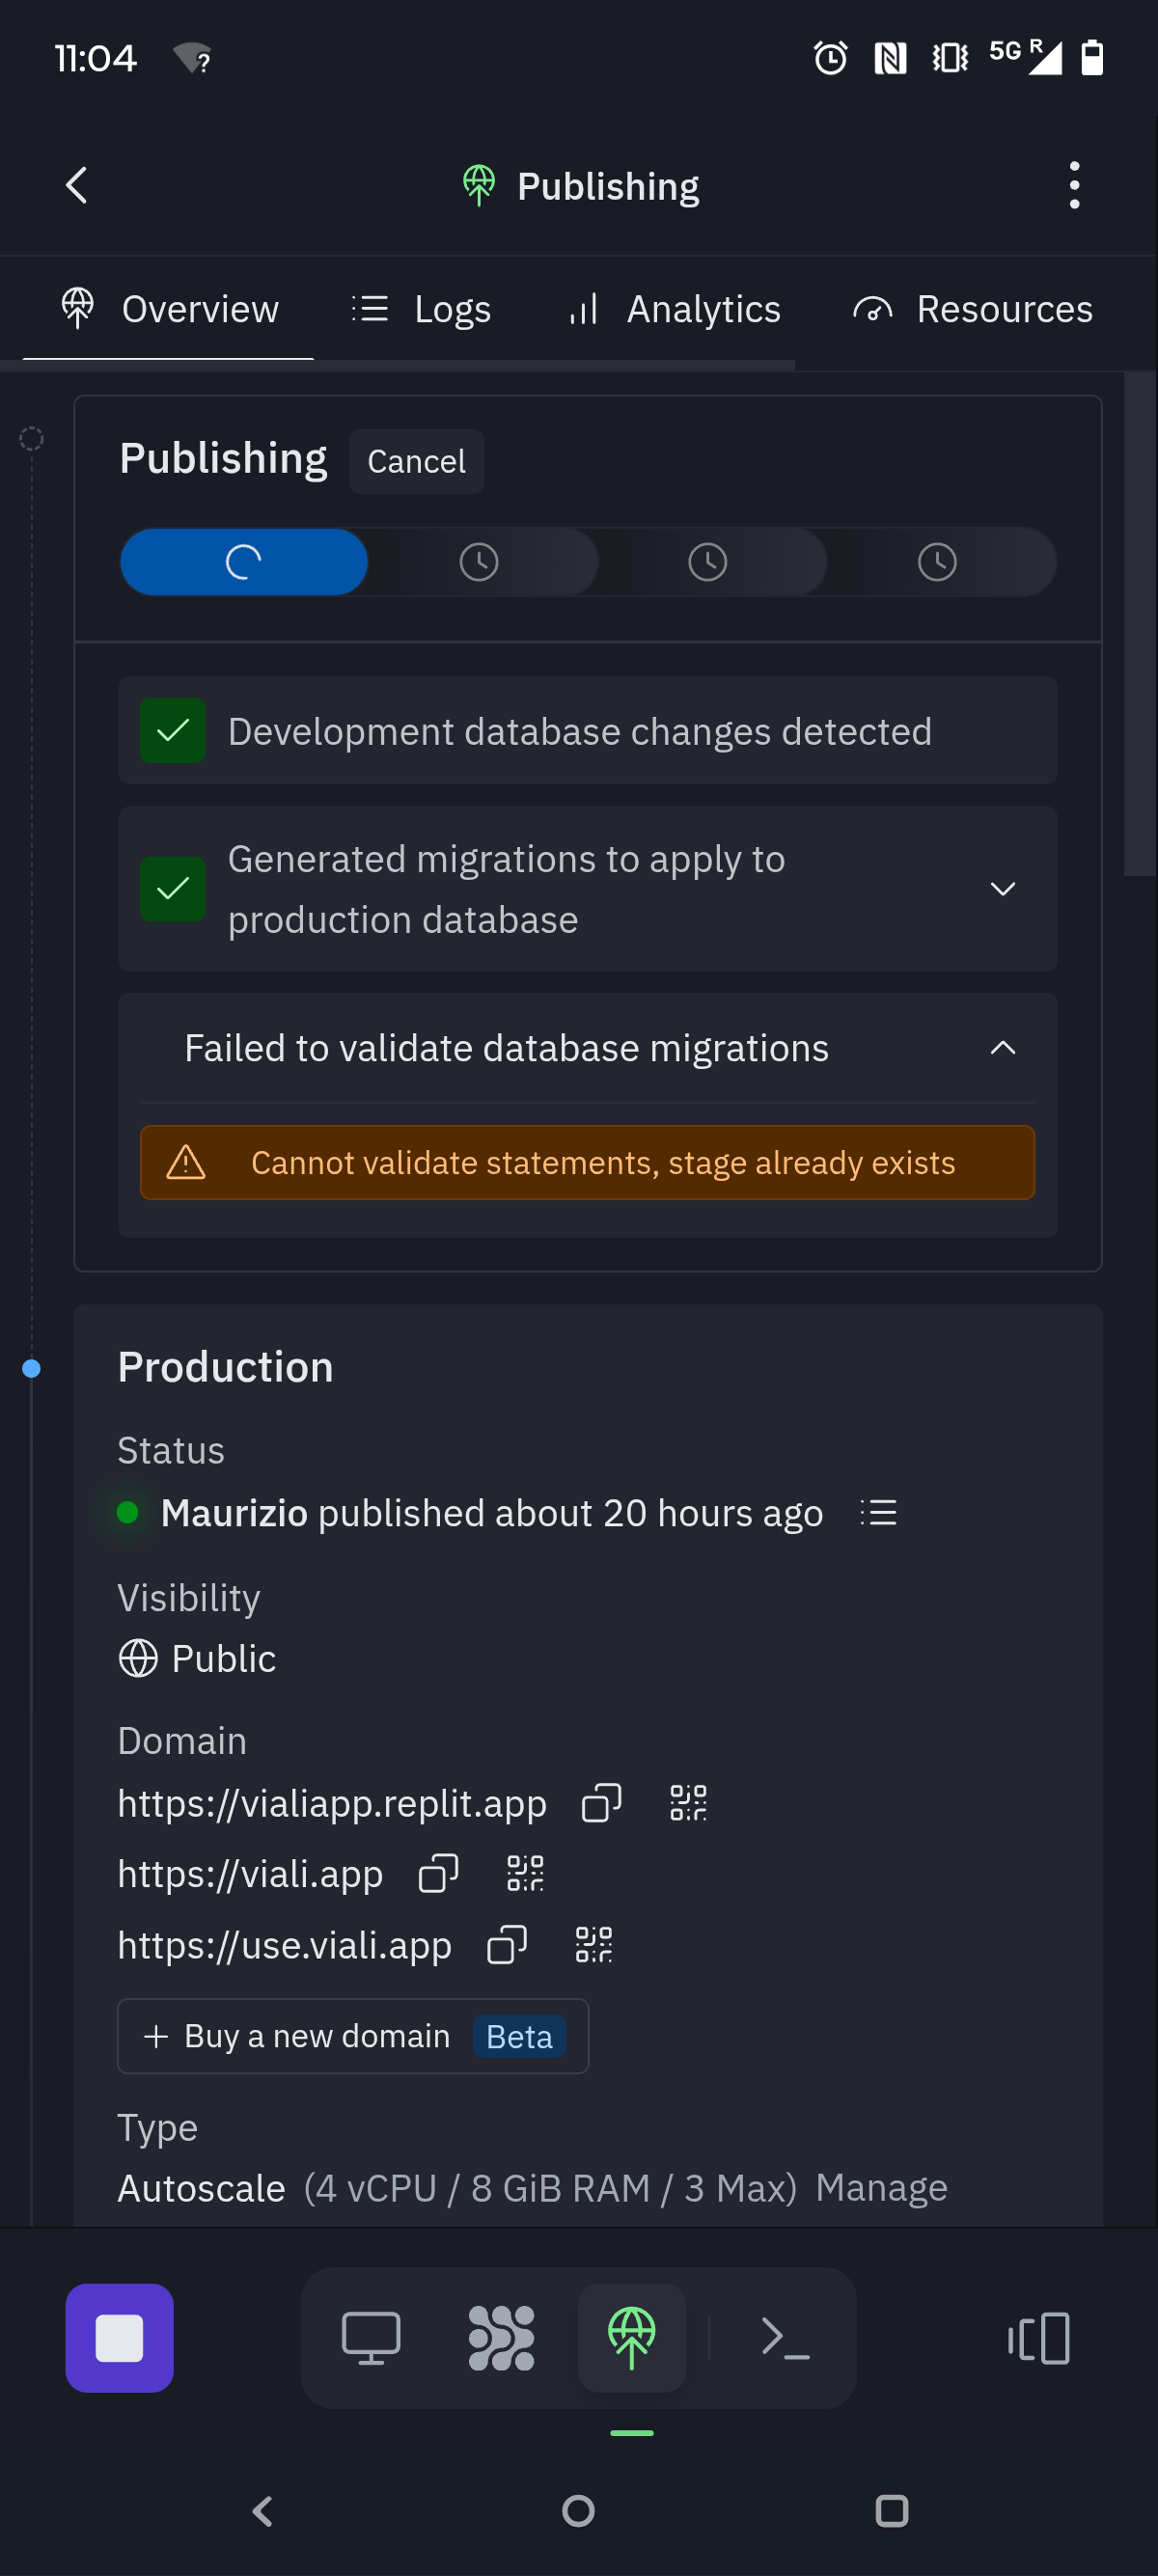 11:04
5G R
Publishing
Overview Logs Analytics Resources
Publishing Cancel
Development database changes detected
Generated migrations to apply to
production database
Failed to validate database migrations
Cannot validate statements, stage already exists
Production
Status
Maurizio published about 20 hours ago
Visibility
Public
Domain
https://vialiapp.replit.app
https://viali.app
https://use.viali.app
+ Buy a new domain Beta
Type
Autoscale (4 vCPU / 8 GiB RAM / 3 Max) Manage